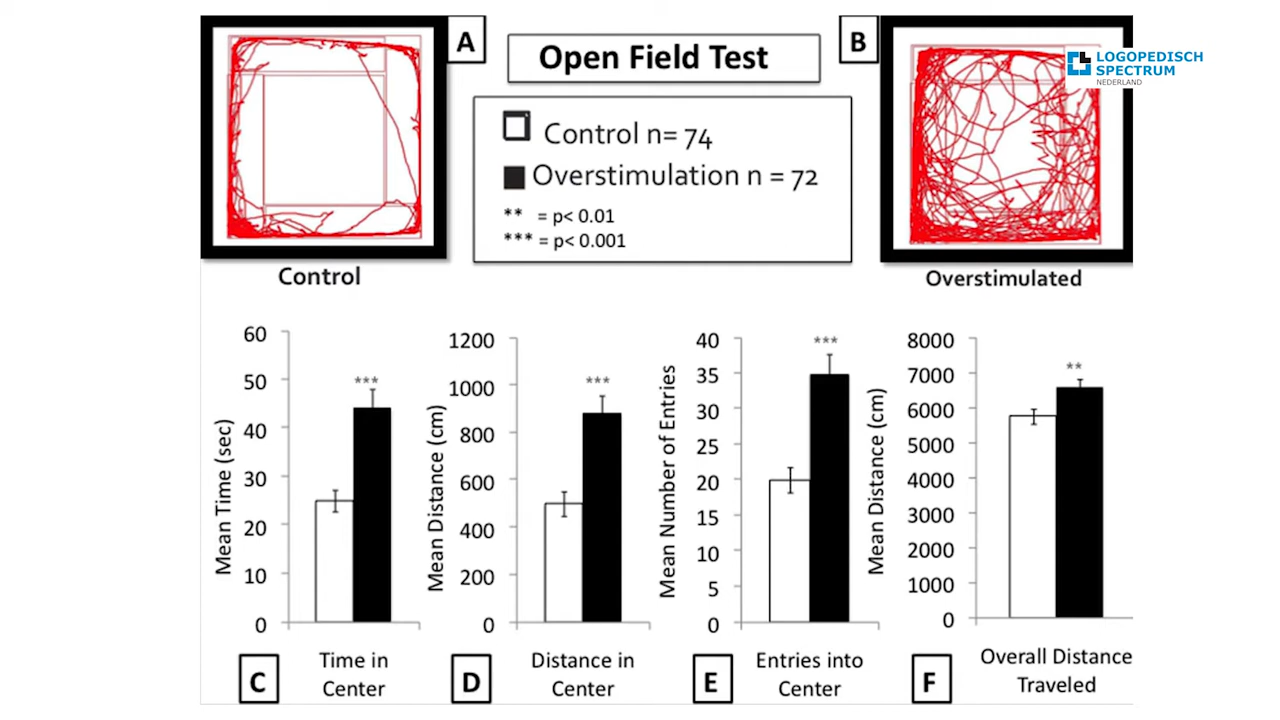 A
Open Field Test
B
LOGOPEDISCH
SPECTRUM
NEDERLAND
Control n= 74
Overstimulation n = 72
** = p< 0.01
*** = p< 0.001
Control
Overstimulated
Mean Time (sec)
60
50
40
30
20
10
0
***
Mean Distance (cm)
1200
1000
800
600
400
200
0
***
Mean Number of Entries
40
35
30
25
20
15
10
5
0
***
Mean Distance (cm)
8000
7000
6000
5000
4000
3000
2000
1000
0
**
C
Time in
Center
D
Distance in
Center
E
Entries into
Center
F
Overall Distance
Traveled